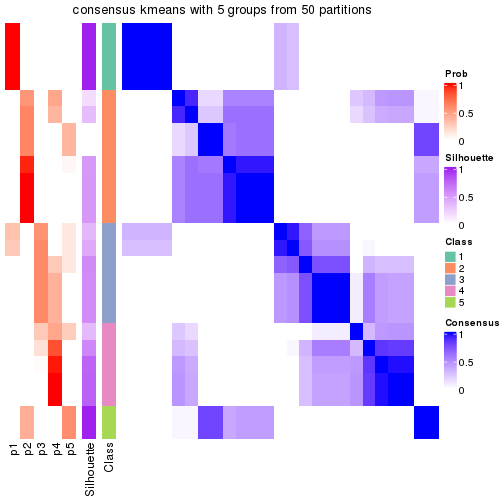 consensus kmeans with 5 groups from 50 partitions
Prob
1
0.5
0
Silhouette
1
0.5
0
Class
1
2
3
4
5
Consensus
1
0.5
0
p1
p2
p3
p4
p5
Silhouette
Class